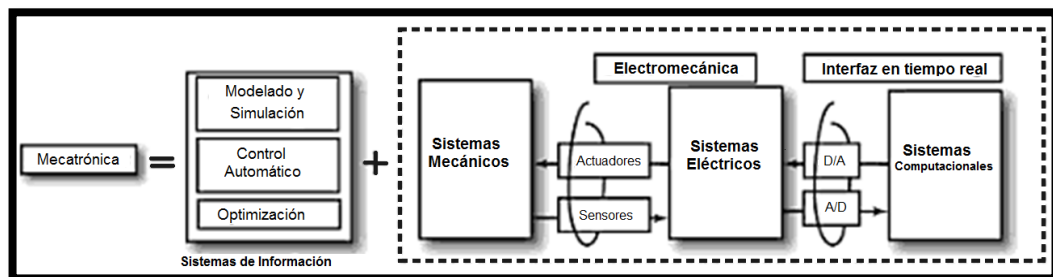 Mecatrónica
=
Modelado y
Simulación
Control
Automático
Optimización
Sistemas de Información
+
Electromecánica
Interfaz en tiempo real
Sistemas
Mecánicos
Actuadores
Sensores
Sistemas
Eléctricos
D/A
A/D
Sistemas
Computacionales